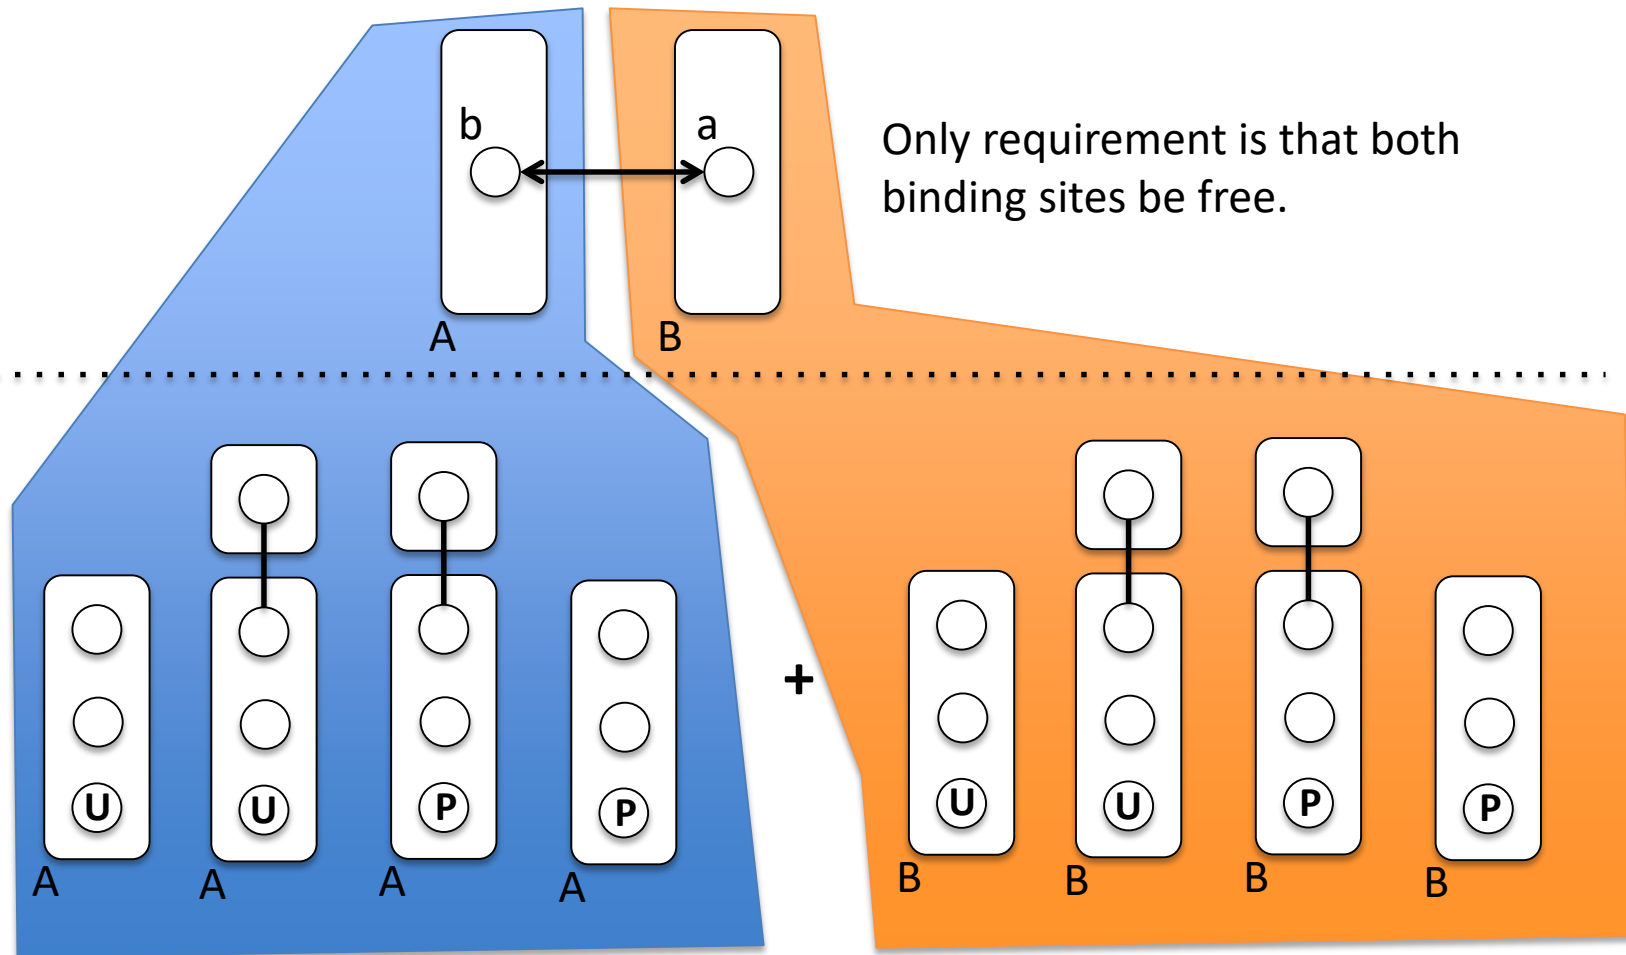 b a
Only requirement is that both
binding sites be free.
A B
+
U U P P U U P P
A A A A B B B B